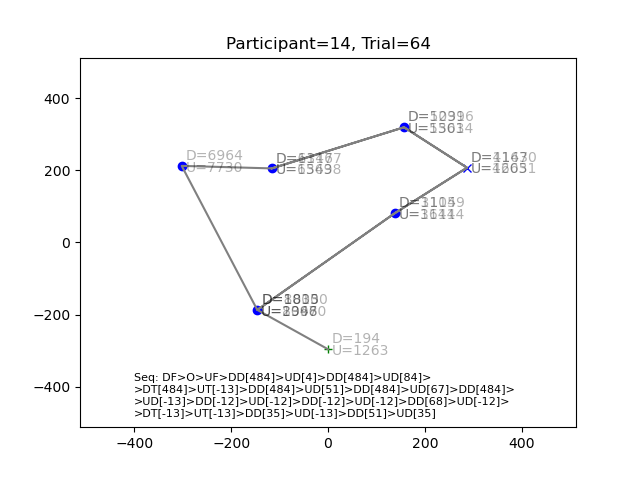 Participant=14, Trial=64
400
200
0
−200
−400
−400
−200
0
200
400
D=6964
U=7730
D=194
U=1263
Seq: DF>O>UF>DD[484]>UD[4]>DD[484]>UD[84]>
>DT[484]>UT[-13]>DD[484]>UD[51]>DD[484]>UD[67]>DD[484]>
>UD[-13]>DD[-12]>UD[-12]>DD[-12]>UD[-12]>DD[68]>UD[-12]>
>DT[-13]>UT[-13]>DD[35]>UD[-13]>DD[51]>UD[35]